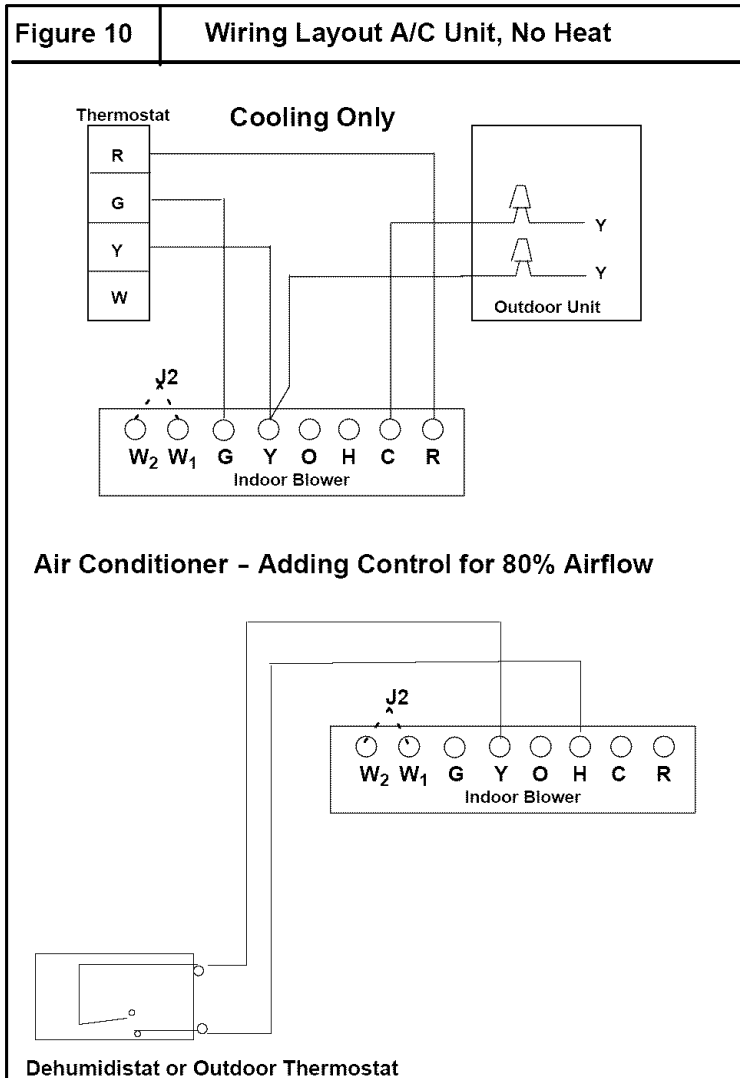 Figure 10
Wiring Layout A/C Unit, No Heat
Thermostat
Cooling Only
R
G
Y
W
Y
Y
Outdoor Unit
J2
W2 W1 G Y O H C R
Indoor Blower
Air Conditioner – Adding Control for 80% Airflow
J2
W2 W1 G Y O H C R
Indoor Blower
Dehumidistat or Outdoor Thermostat